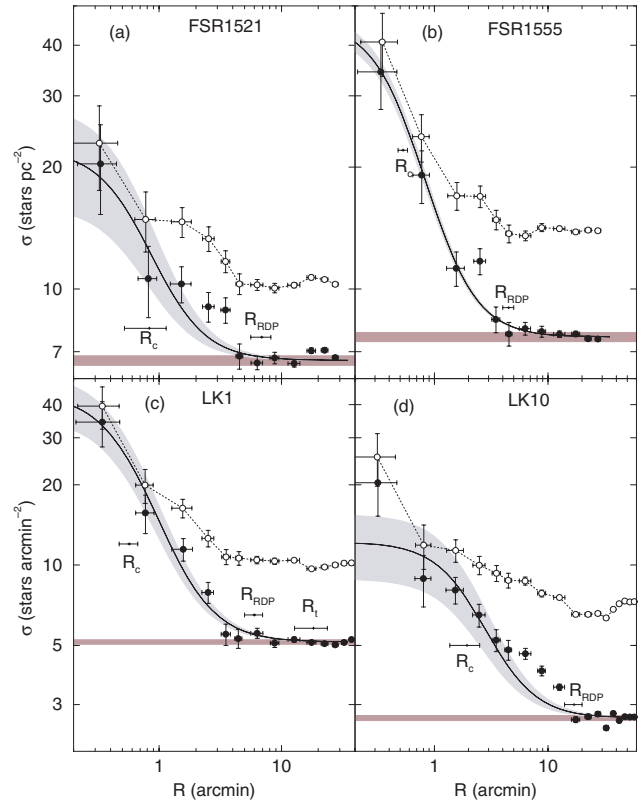 (a) FSR1521
(b) FSR1555
σ (stars pc⁻²)
40
30
20
10
7
R_c
R_RDP
R_c
R_RDP
(c) LK1
(d) LK10
σ (stars arcmin⁻²)
40
30
20
10
5
3
R_c
R_RDP
R_t
R_c
R_RDP
1
10
1
10
R (arcmin)
R (arcmin)